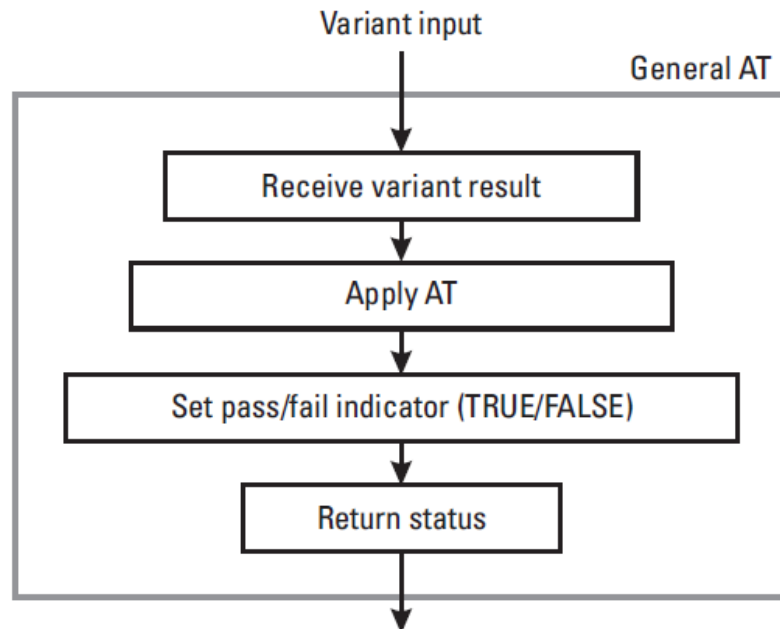 Variant input
General AT
Receive variant result
Apply AT
Set pass/fail indicator (TRUE/FALSE)
Return status